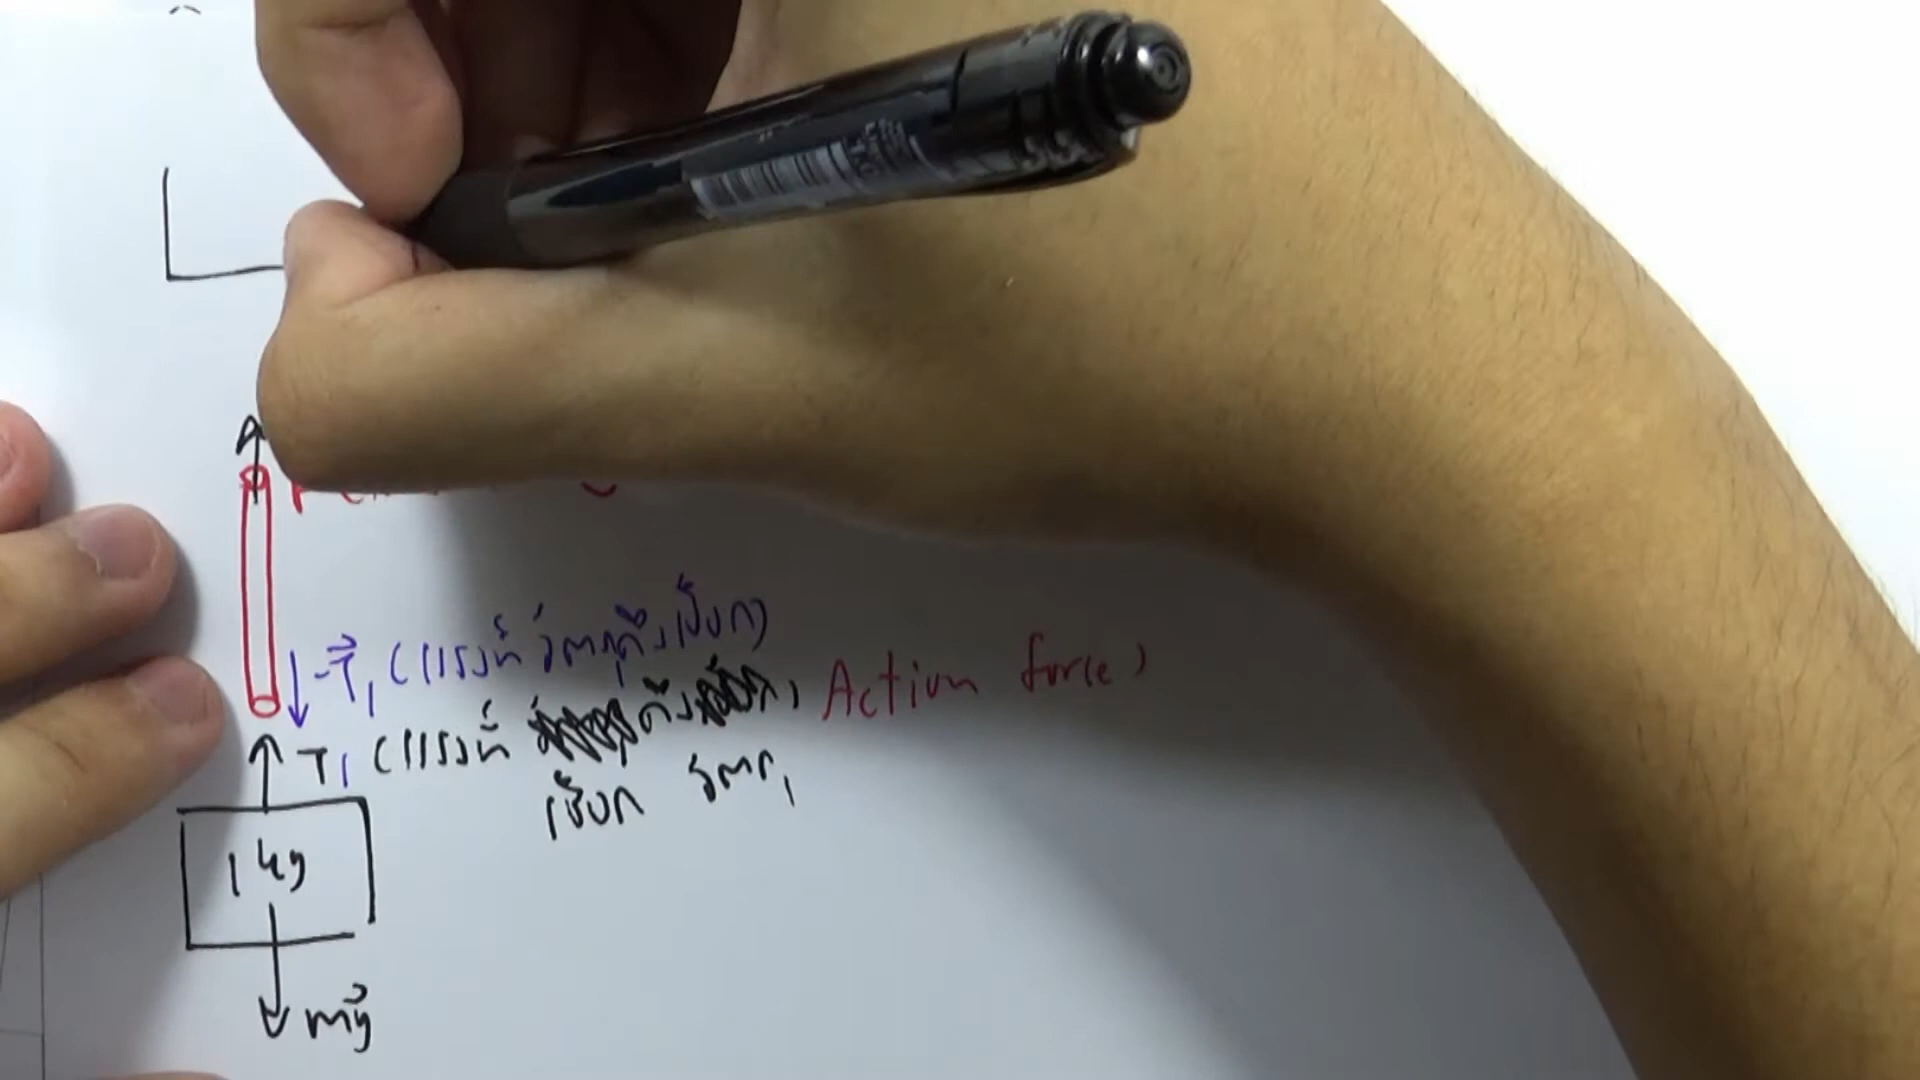 -T⃗₁ (แรงที่ วัตถุดึงเชือก)
T₁ (แรงที่ ดึง , Action force)
เชือก วัตถุ,
1 kg
mg⃗